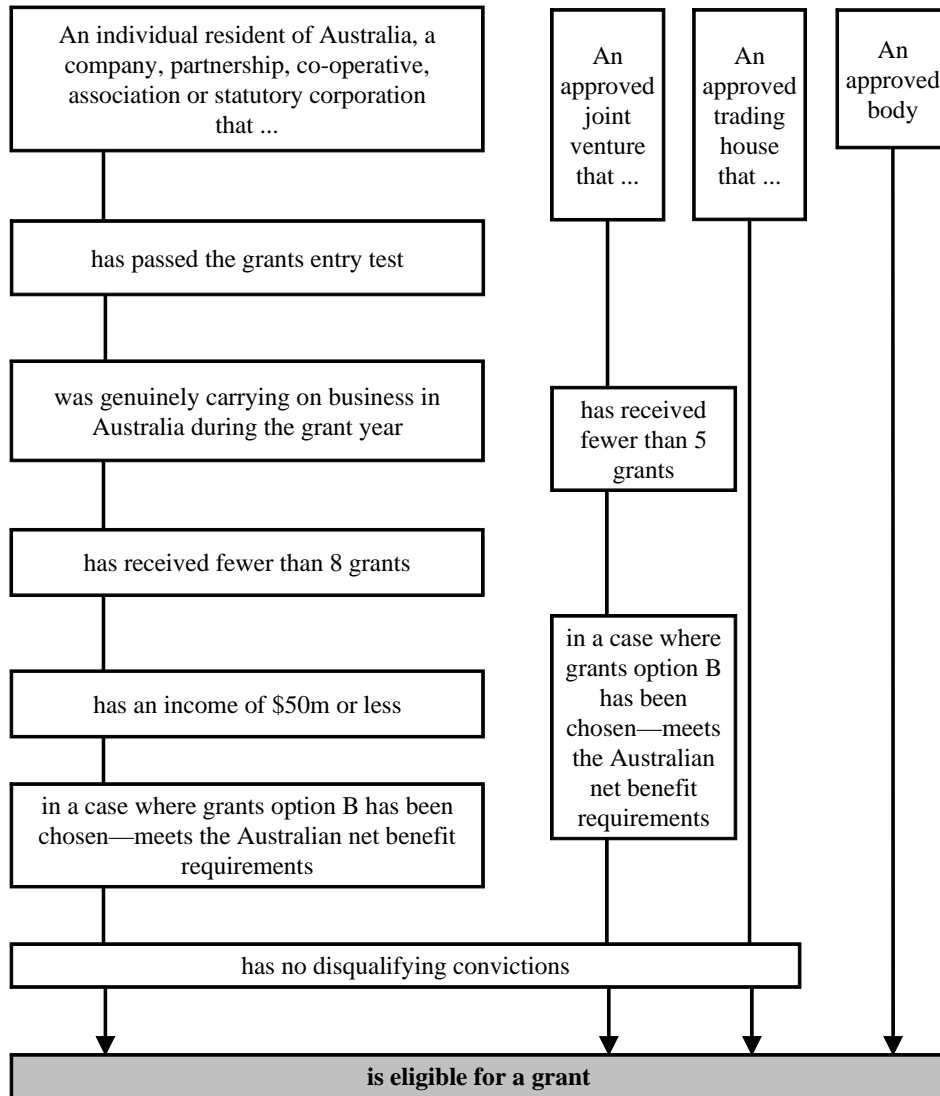 An individual resident of Australia, a
company, partnership, co-operative,
association or statutory corporation
that ...
An
approved
joint
venture
that ...
An
approved
trading
house
that ...
An
approved
body
has passed the grants entry test
was genuinely carrying on business in
Australia during the grant year
has received
fewer than 5
grants
has received fewer than 8 grants
has an income of $50m or less
in a case where
grants option B
has been
chosen—meets
the Australian
net benefit
requirements
in a case where grants option B has been
chosen—meets the Australian net benefit
requirements
has no disqualifying convictions
is eligible for a grant